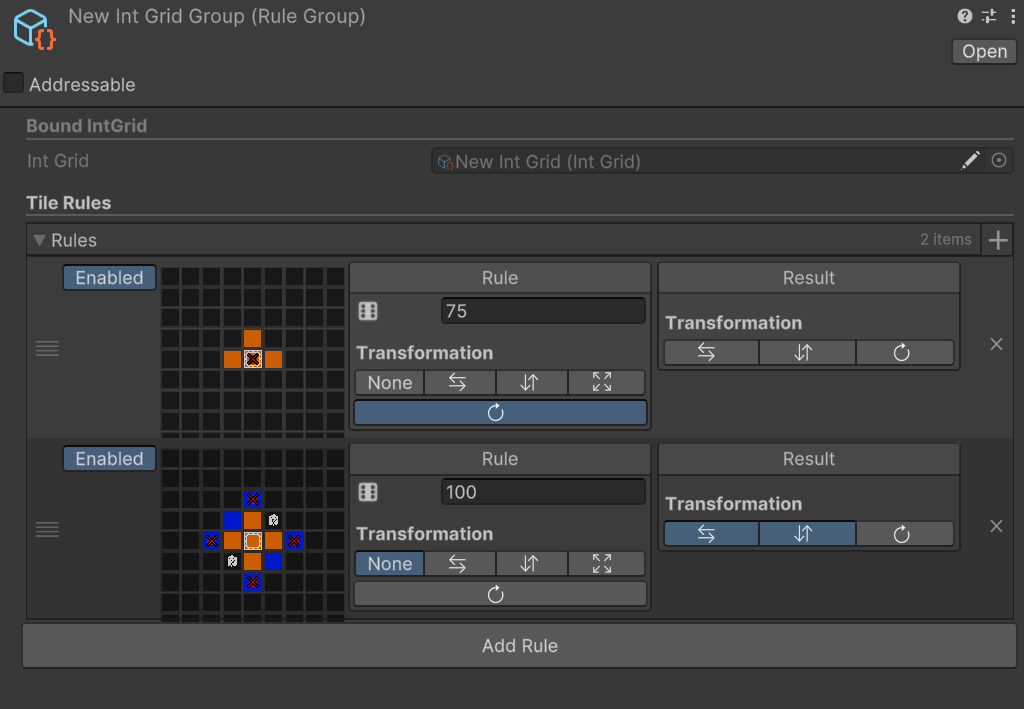 New Int Grid Group (Rule Group)
Open
Addressable
Bound IntGrid
Int Grid
New Int Grid (Int Grid)
Tile Rules
Rules
2 items
Enabled
Rule
Result
75
Transformation
Transformation
None
Enabled
Rule
Result
100
Transformation
Transformation
None
Add Rule